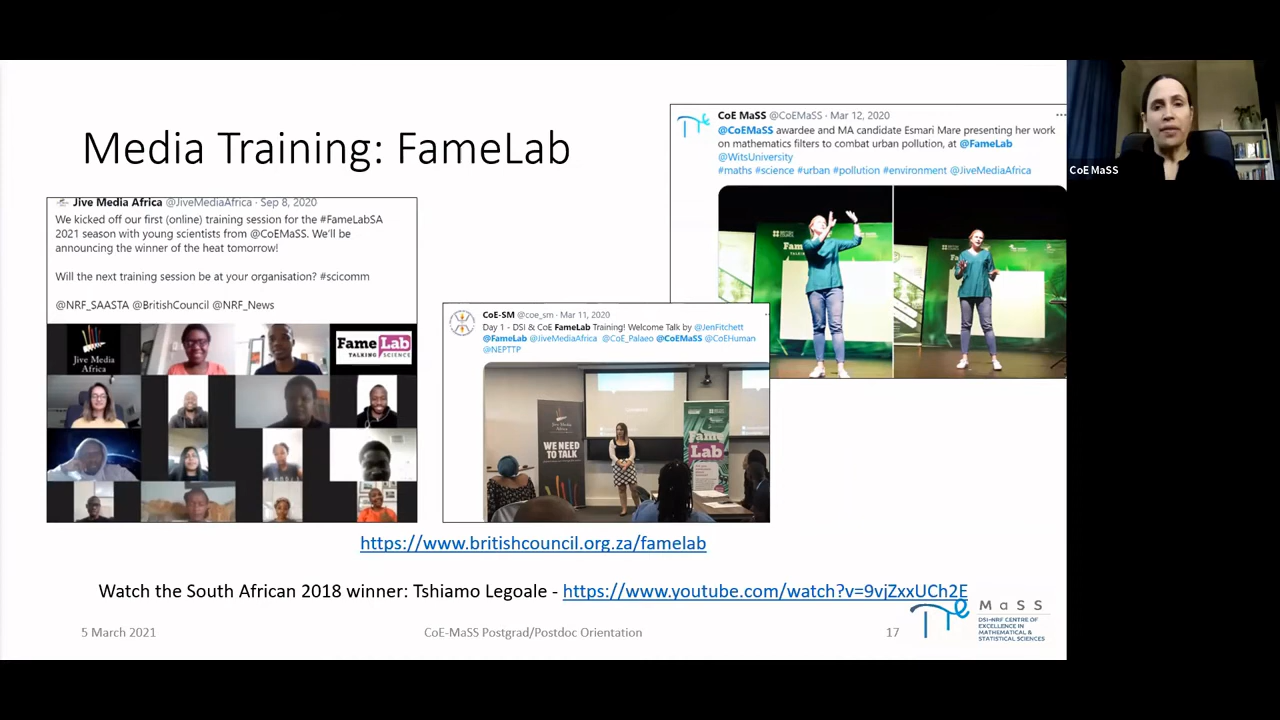 Media Training: FameLab
Jive Media Africa @JiveMediaAfrica · Sep 8, 2020
We kicked off our first (online) training session for the #FameLabSA
2021 season with young scientists from @CoEMaSS. We'll be
announcing the winner of the heat tomorrow!
Will the next training session be at your organisation? #scicomm
@NRF_SAASTA @BritishCouncil @NRF_News
Jive Media
Africa
Fame Lab
TALKING SCIENCE
CoE-SM @coe_sm · Mar 11, 2020
Day 1 - DSi & CoE FameLab Training! Welcome Talk by @JenFitchett
@FameLab @JiveMediaAfrica @CoE_Palaeo @CoEMaSS @CoEHuman
@NEPTTP
WE NEED
TO TALK
Fame
Lab
CoE MaSS @CoEMaSS · Mar 12, 2020
@CoEMaSS awardee and MA candidate Esmari Mare presenting her work
on mathematics filters to combat urban pollution, at @FameLab
@WitsUniversity
#maths #science #urban #pollution #environment @JiveMediaAfrica
CoE MaSS
https://www.britishcouncil.org.za/famelab
Watch the South African 2018 winner: Tshiamo Legoale - https://www.youtube.com/watch?v=9vjZxxUCh2E
5 March 2021
CoE-MaSS Postgrad/Postdoc Orientation
17
MaSS
DSI-NRF CENTRE OF
EXCELLENCE IN
MATHEMATICAL &
STATISTICAL SCIENCES